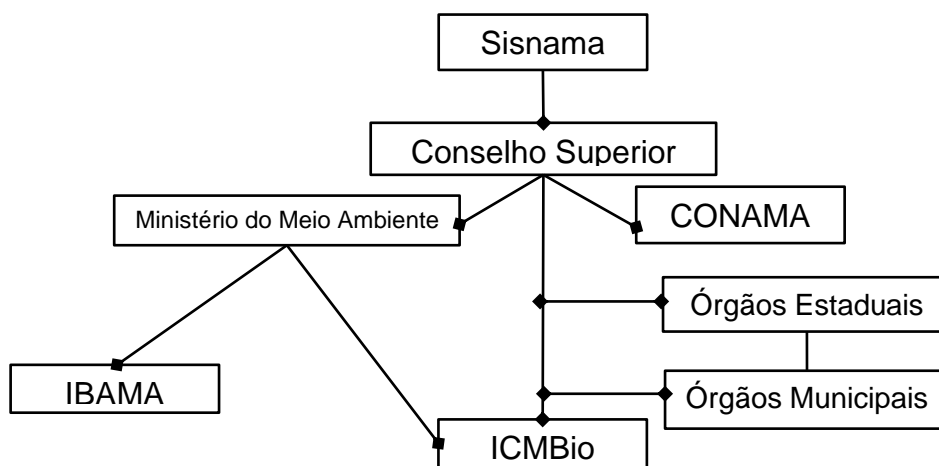 Sisnama
Conselho Superior
Ministério do Meio Ambiente
CONAMA
Órgãos Estaduais
IBAMA
Órgãos Municipais
ICMBio